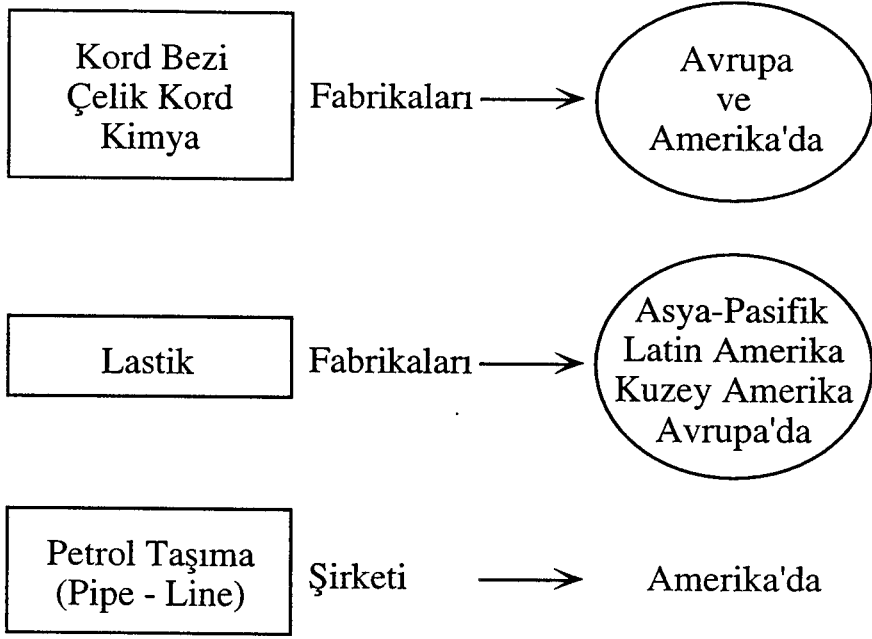 Kord Bezi
Çelik Kord
Kimya
Fabrikaları
Avrupa
ve
Amerika'da
Lastik
Fabrikaları
Asya-Pasifik
Latin Amerika
Kuzey Amerika
Avrupa'da
Petrol Taşıma
(Pipe - Line)
Şirketi
Amerika'da